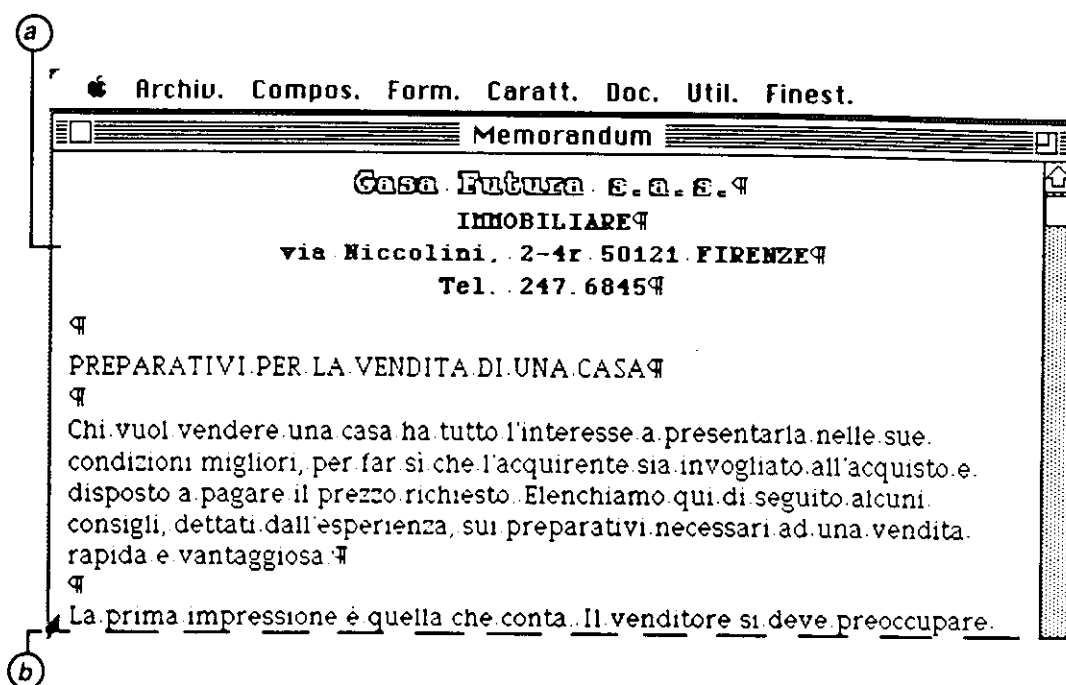 a
Archiv. Compos. Form. Caratt. Doc. Util. Finest.
Memorandum
Casa Futura s.a.s.¶
IMMOBILIARE¶
via Niccolini, 2-4r 50121 FIRENZE¶
Tel. 247.6845¶
¶
PREPARATIVI PER LA VENDITA DI UNA CASA¶
¶
Chi vuol vendere una casa ha tutto l'interesse a presentarla nelle sue
condizioni migliori, per far sì che l'acquirente sia invogliato all'acquisto e
disposto a pagare il prezzo richiesto. Elenchiamo qui di seguito alcuni
consigli, dettati dall'esperienza, sui preparativi necessari ad una vendita
rapida e vantaggiosa ¶
¶
La prima impressione è quella che conta. Il venditore si deve preoccupare
b